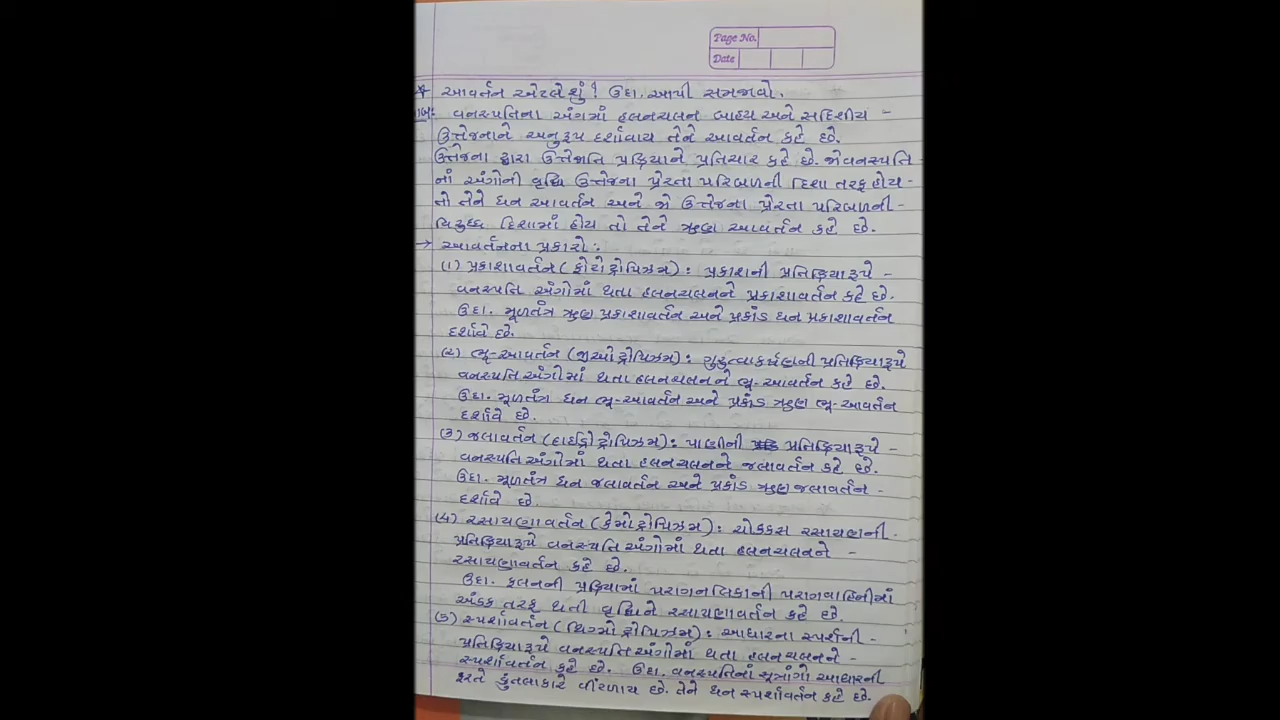 Page No.
Date
* આવર્તન એટલે શું? ઉદા. આપી સમજાવો.
જ: વનસ્પતિના અંગમાં હલનચલન બાહ્ય અને સદિશીય -
ઉત્તેજનાને અનુરૂપ દર્શાવાય તેને આવર્તન કહે છે.
ઉત્તેજના દ્વારા ઉત્તેજીત પ્રક્રિયાને પ્રતિચાર કહે છે. જો વનસ્પતિ -
નાં અંગોની વૃદ્ધિ ઉત્તેજના પ્રેરતા પરિબળની દિશા તરફ હોય -
તો તેને ધન આવર્તન અને જો ઉત્તેજના પ્રેરતા પરિબળની -
વિરુદ્ધ દિશામાં હોય તો તેને ઋણ આવર્તન કહે છે.
→ આવર્તનના પ્રકારો:
(૧) પ્રકાશાવર્તન (ફોટોટ્રોપિઝમ): પ્રકાશની પ્રતિક્રિયારૂપે -
વનસ્પતિ અંગોમાં થતા હલનચલનને પ્રકાશાવર્તન કહે છે.
ઉદા. મૂળતંત્ર ઋણ પ્રકાશાવર્તન અને પ્રકાંડ ધન પ્રકાશાવર્તન
દર્શાવે છે.
(૨) ભૂ-આવર્તન (જીઓટ્રોપિઝમ): ગુરુત્વાકર્ષણની પ્રતિક્રિયારૂપે
વનસ્પતિ અંગોમાં થતા હલનચલનને ભૂ-આવર્તન કહે છે.
ઉદા. મૂળતંત્ર ધન ભૂ-આવર્તન અને પ્રકાંડ ઋણ ભૂ-આવર્તન
દર્શાવે છે.
(૩) જલાવર્તન (હાઈડ્રોટ્રોપિઝમ): પાણીની પ્રતિક્રિયારૂપે -
વનસ્પતિ અંગોમાં થતા હલનચલનને જલાવર્તન કહે છે.
ઉદા. મૂળતંત્ર ધન જલાવર્તન અને પ્રકાંડ ઋણ જલાવર્તન -
દર્શાવે છે.
(૪) રસાયણાવર્તન (કેમોટ્રોપિઝમ): ચોક્કસ રસાયણની -
પ્રતિક્રિયારૂપે વનસ્પતિ અંગોમાં થતા હલનચલનને -
રસાયણાવર્તન કહે છે.
ઉદા. ફલનની પ્રક્રિયામાં પરાગનલિકાની પરાગવાહિનીમાં
અંડક તરફ થતી વૃદ્ધિને રસાયણાવર્તન કહે છે.
(૫) સ્પર્શાવર્તન (થિગ્મોટ્રોપિઝમ): આધારના સ્પર્શની -
પ્રતિક્રિયારૂપે વનસ્પતિ અંગોમાં થતા હલનચલનને -
સ્પર્શાવર્તન કહે છે. ઉદા. વનસ્પતિનાં સૂત્રાંગો આધારની
ફરતે કુંતલાકારે વીંટળાય છે. તેને ધન સ્પર્શાવર્તન કહે છે.